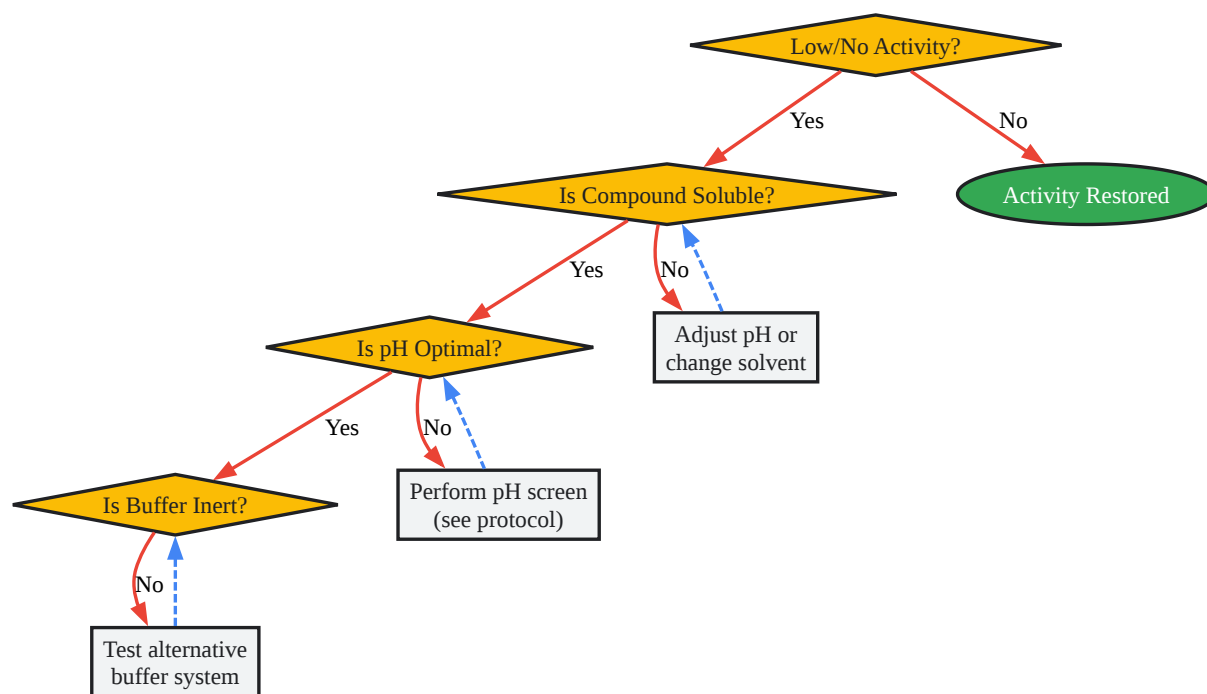 Low/No Activity?
Yes
No
Is Compound Soluble?
Activity Restored
Yes
No
Adjust pH or
change solvent
Is pH Optimal?
Yes
No
Perform pH screen
(see protocol)
Is Buffer Inert?
No
Test alternative
buffer system